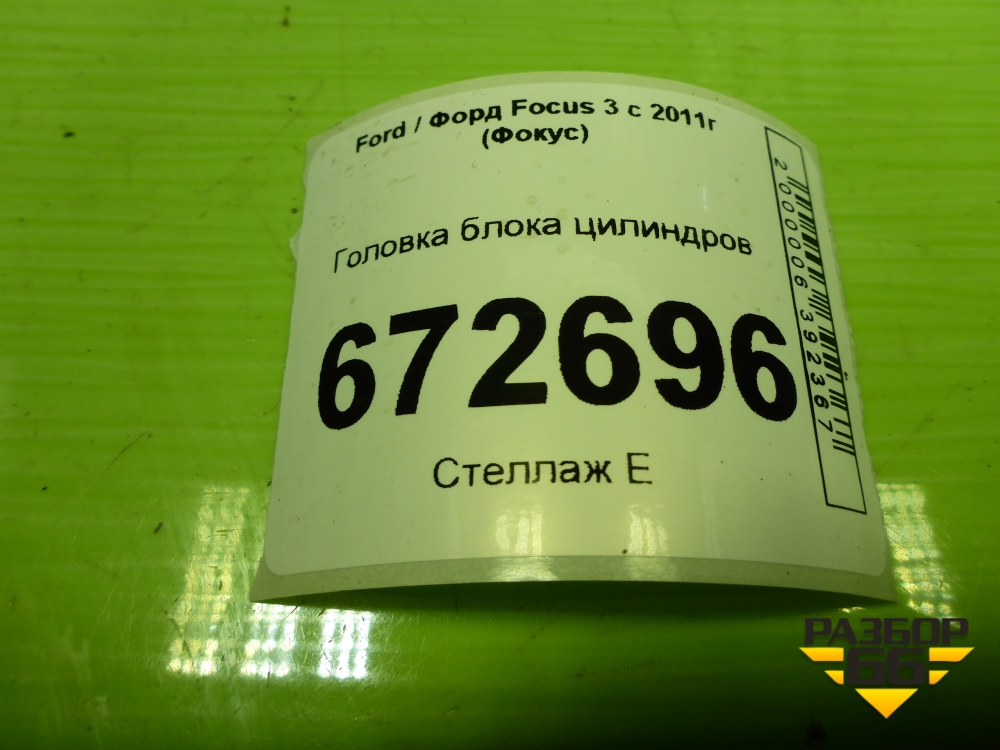 Ford / Форд Focus 3 с 2011г
(Фокус)
Головка блока цилиндров
672696
Стеллаж Е
2000006392367
РАЗБОР
66